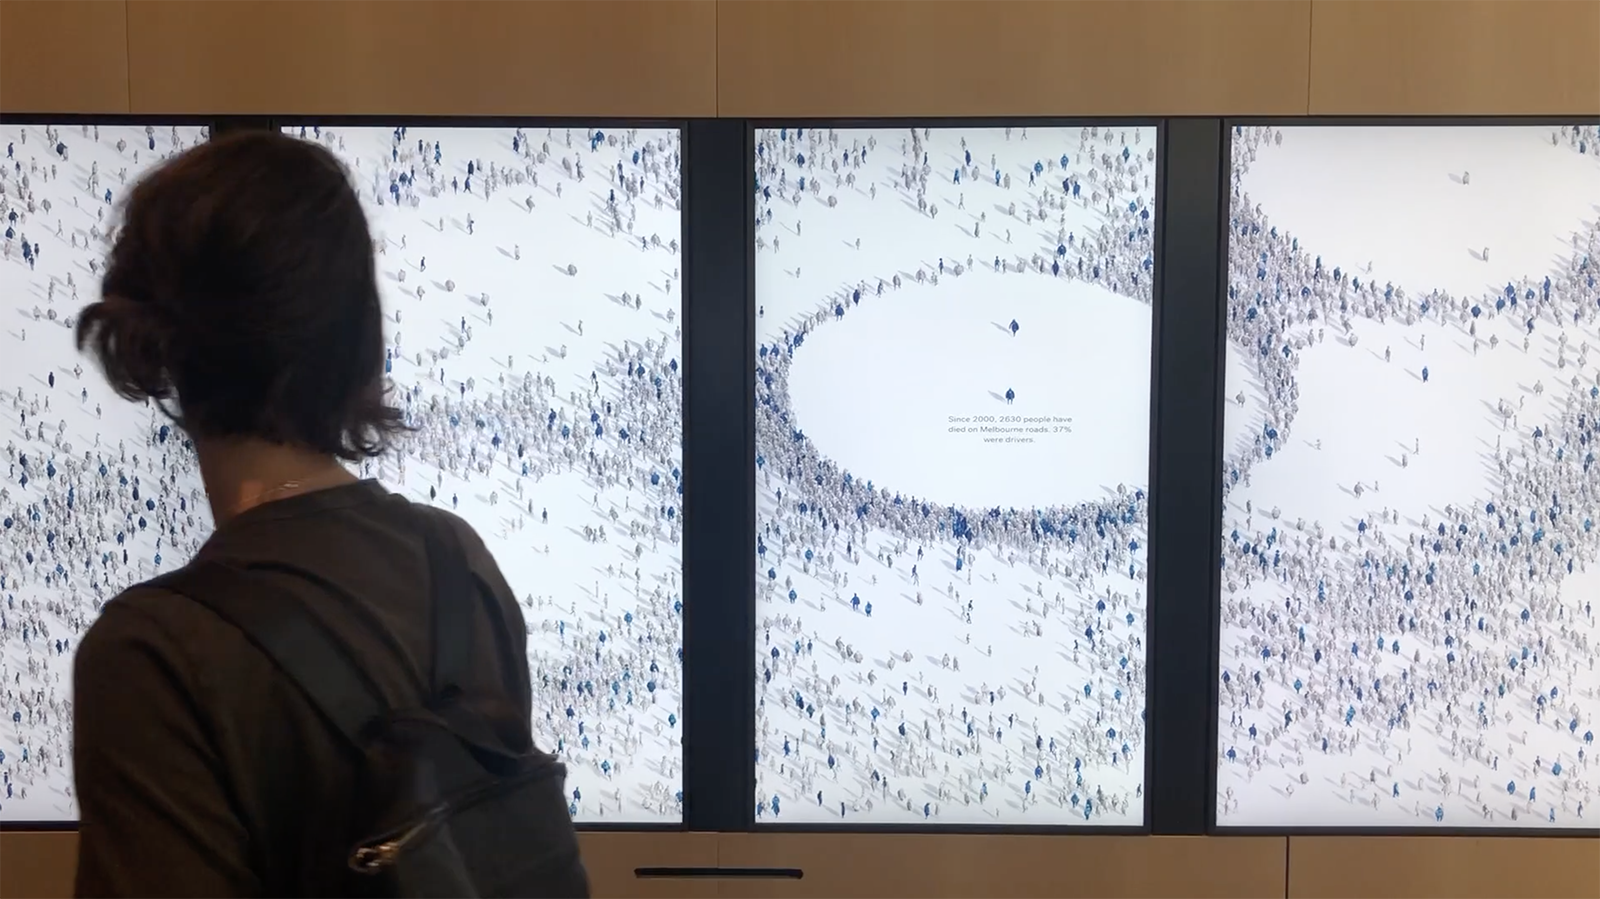 Since 2000, 2630 people have
died on Melbourne roads. 37%
were drivers.